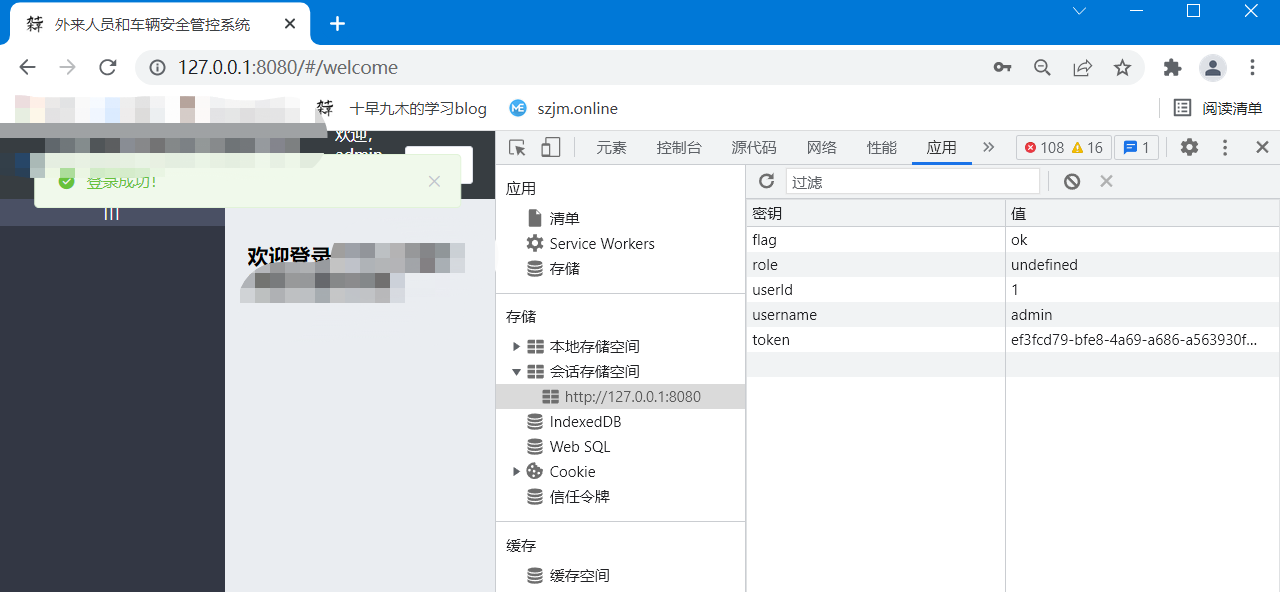 外来人员和车辆安全管控系统
127.0.0.1:8080/#/welcome
十早九木的学习blog
szjm.online
阅读清单
欢迎，
admin
登录成功！
欢迎登录
元素 控制台 源代码 网络 性能 应用 108 16 1
应用
清单
Service Workers
存储
存储
本地存储空间
会话存储空间
http://127.0.0.1:8080
IndexedDB
Web SQL
Cookie
信任令牌
缓存
缓存空间
过滤
密钥 值
flag ok
role undefined
userId 1
username admin
token ef3fcd79-bfe8-4a69-a686-a563930f...